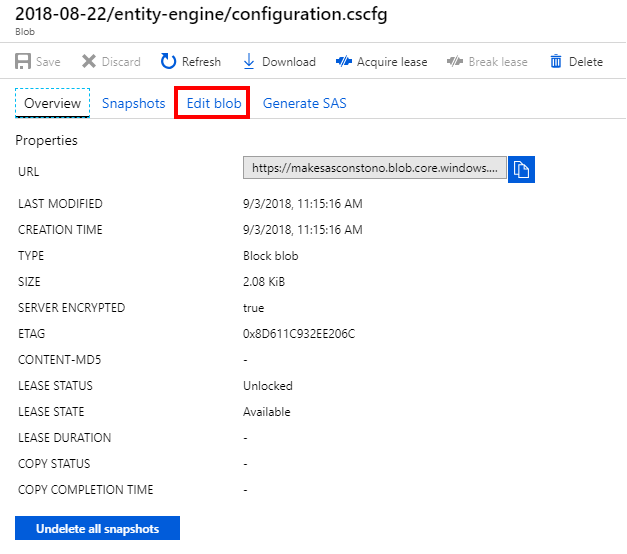 2018-08-22/entity-engine/configuration.cscfg
Blob
Save Discard Refresh Download Acquire lease Break lease Delete
Overview Snapshots Edit blob Generate SAS
Properties
URL https://makesasconstono.blob.core.windows....
LAST MODIFIED 9/3/2018, 11:15:16 AM
CREATION TIME 9/3/2018, 11:15:16 AM
TYPE Block blob
SIZE 2.08 KiB
SERVER ENCRYPTED true
ETAG 0x8D611C932EE206C
CONTENT-MD5 -
LEASE STATUS Unlocked
LEASE STATE Available
LEASE DURATION -
COPY STATUS -
COPY COMPLETION TIME -
Undelete all snapshots